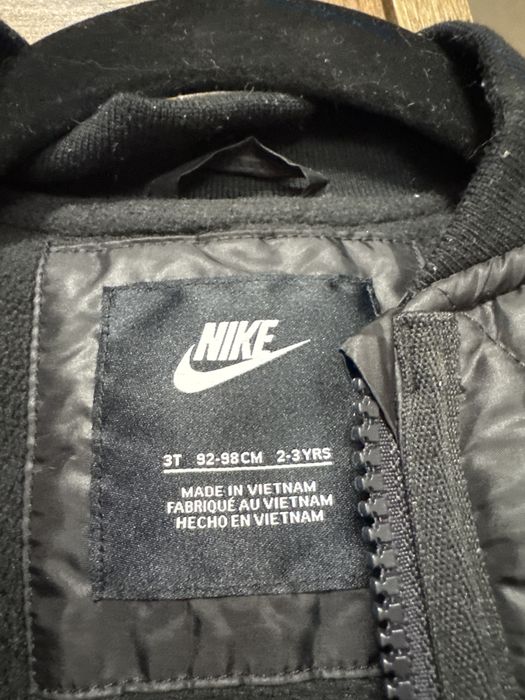 NIKE
3T 92-98CM 2-3YRS
MADE IN VIETNAM
FABRIQUÉ AU VIETNAM
HECHO EN VIETNAM